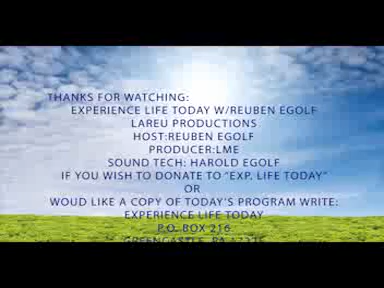 THANKS FOR WATCHING:
EXPERIENCE LIFE TODAY W/REUBEN EGOLF
LAREU PRODUCTIONS
HOST:REUBEN EGOLF
PRODUCER:LME
SOUND TECH: HAROLD EGOLF
IF YOU WISH TO DONATE TO "EXP. LIFE TODAY"
OR
WOUD LIKE A COPY OF TODAY'S PROGRAM WRITE:
EXPERIENCE LIFE TODAY
P.O. BOX 216
GREENCASTLE, PA